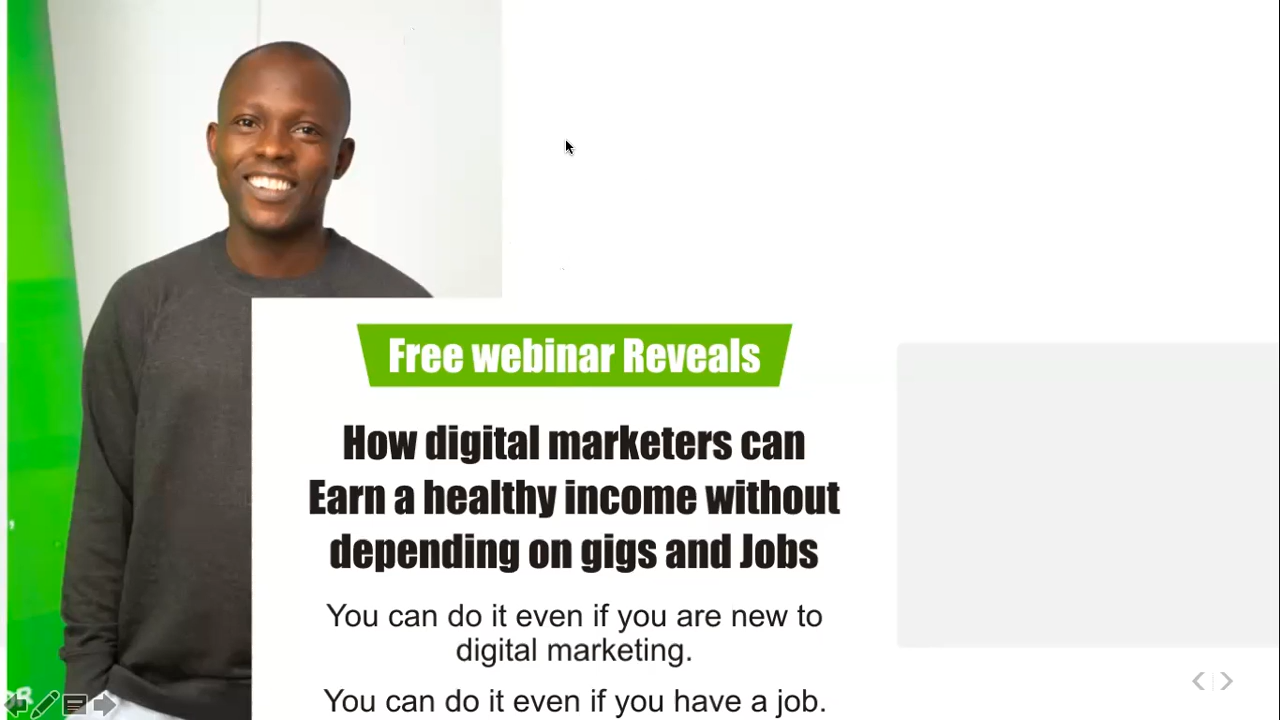 Free webinar Reveals
How digital marketers can
Earn a healthy income without
depending on gigs and Jobs
You can do it even if you are new to
digital marketing.
You can do it even if you have a job.